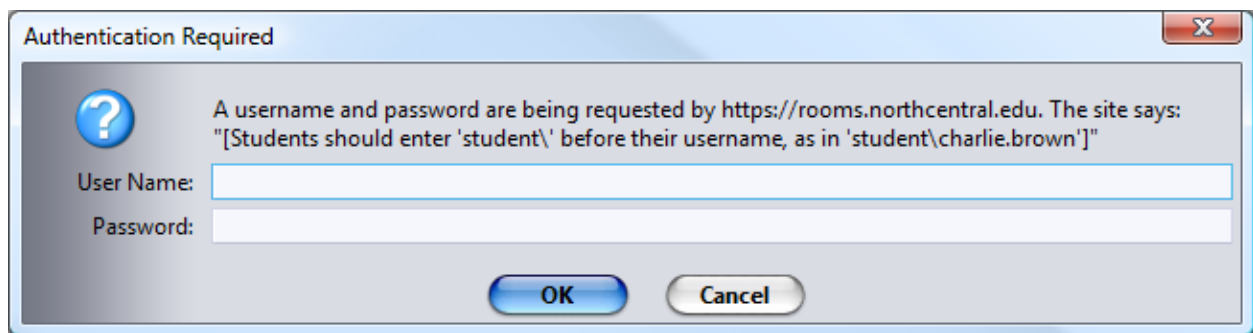 Authentication Required
A username and password are being requested by https://rooms.northcentral.edu. The site says:
"[Students should enter 'student\' before their username, as in 'student\charlie.brown']"
User Name:
Password:
OK
Cancel